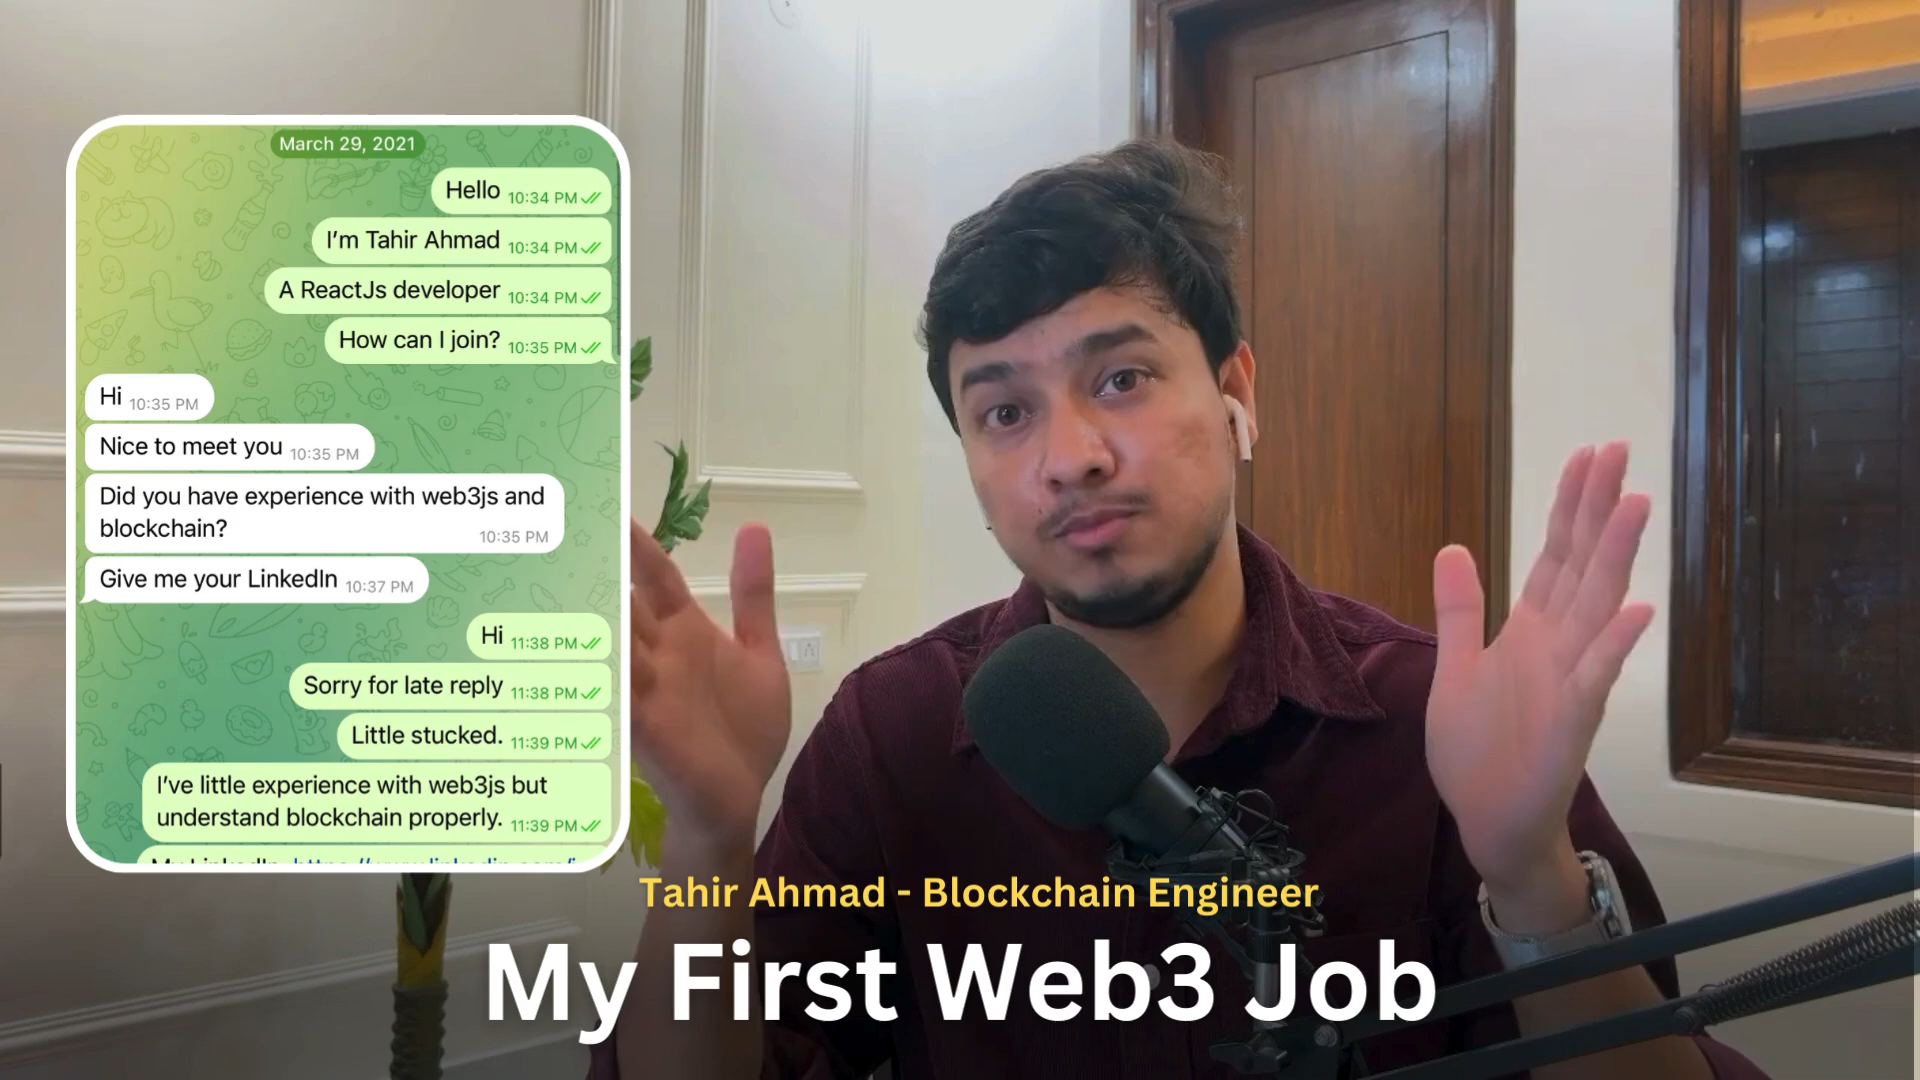 March 29, 2021
Hello 10:34 PM
I'm Tahir Ahmad 10:34 PM
A ReactJs developer 10:34 PM
How can I join? 10:35 PM
Hi 10:35 PM
Nice to meet you 10:35 PM
Did you have experience with web3js and
blockchain? 10:35 PM
Give me your LinkedIn 10:37 PM
Hi 11:38 PM
Sorry for late reply 11:38 PM
Little stucked. 11:39 PM
I've little experience with web3js but
understand blockchain properly. 11:39 PM
Tahir Ahmad - Blockchain Engineer
My First Web3 Job